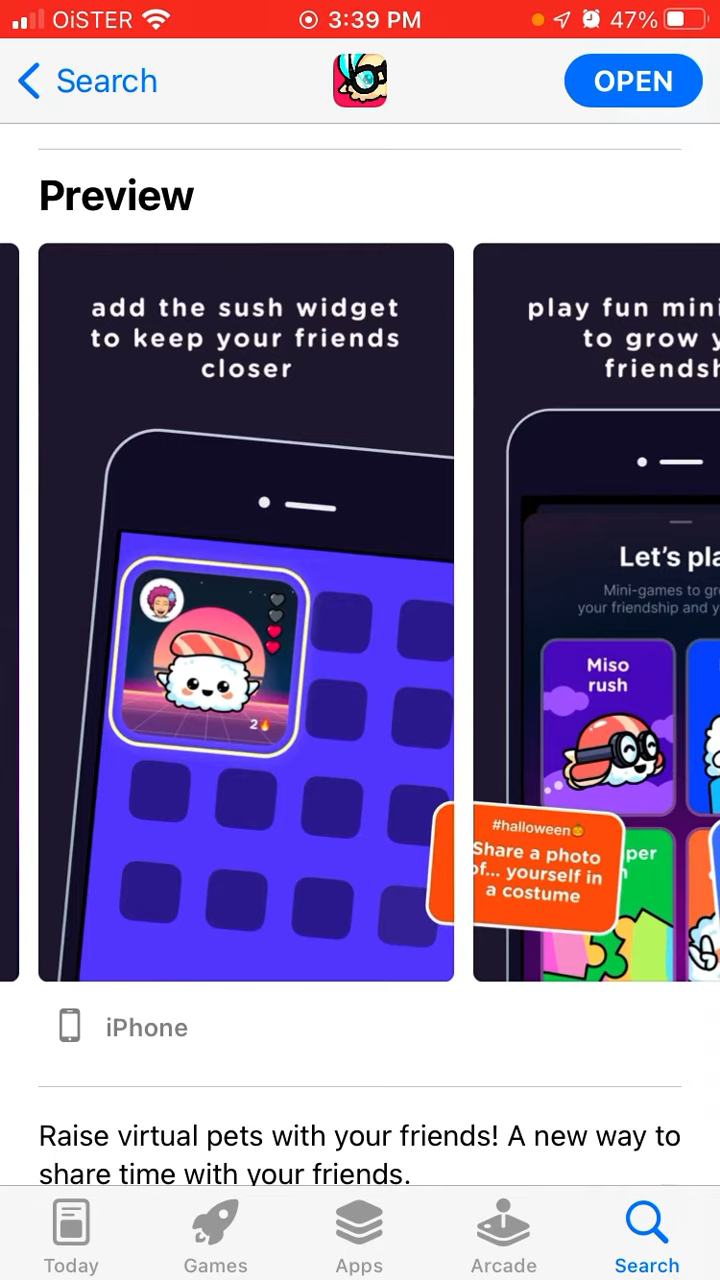 OiSTER
3:39 PM
47%
Search
OPEN
Preview
add the sush widget
to keep your friends
closer
2🔥
play fun mini
to grow y
friendsh
Let's pla
Mini-games to gr
your friendship and y
Miso
rush
#halloween🎃
Share a photo
of... yourself in
a costume
per
iPhone
Raise virtual pets with your friends! A new way to
share time with your friends.
Today
Games
Apps
Arcade
Search